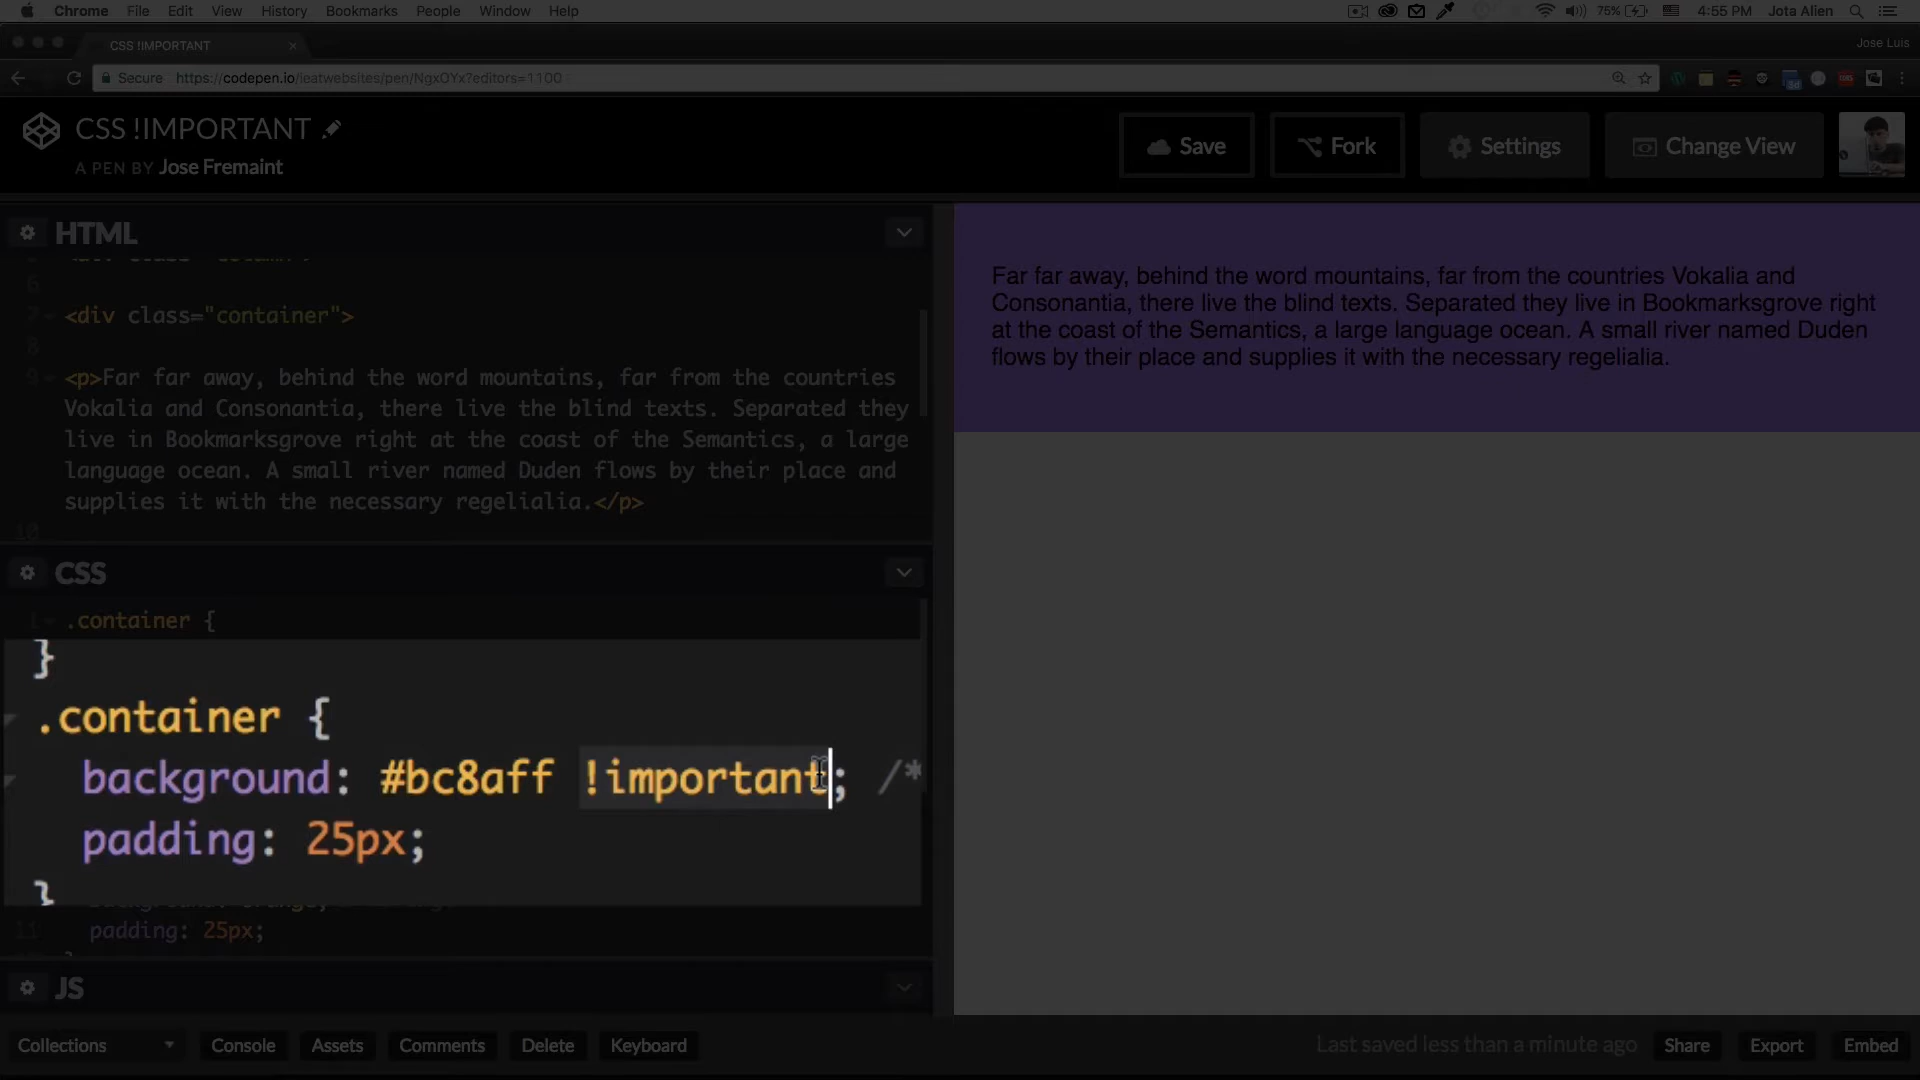 Chrome File Edit View History Bookmarks People Window Help 75% 4:55 PM Jota Alien
CSS !IMPORTANT
Jose Luis
Secure https://codepen.io/ieatwebsites/pen/NgxOYx?editors=1100
CSS !IMPORTANT
A PEN BY Jose Fremaint
Save Fork Settings Change View
HTML
6
7 <div class="container">
8
9 <p>Far far away, behind the word mountains, far from the countries
Vokalia and Consonantia, there live the blind texts. Separated they
live in Bookmarksgrove right at the coast of the Semantics, a large
language ocean. A small river named Duden flows by their place and
supplies it with the necessary regelialia.</p>
10
CSS
1 .container {
}
.container {
background: #bc8aff !important; /*
padding: 25px;
}
11 padding: 25px;
JS
Far far away, behind the word mountains, far from the countries Vokalia and
Consonantia, there live the blind texts. Separated they live in Bookmarksgrove right
at the coast of the Semantics, a large language ocean. A small river named Duden
flows by their place and supplies it with the necessary regelialia.
Collections Console Assets Comments Delete Keyboard
Last saved less than a minute ago Share Export Embed